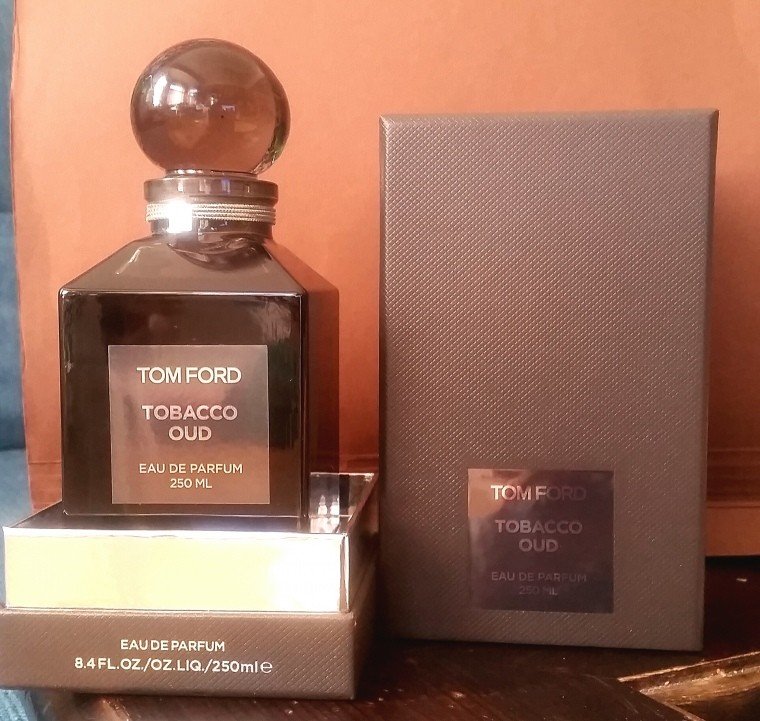 TOM FORD
TOBACCO
OUD
EAU DE PARFUM
250 ML
EAU DE PARFUM
8.4 FL.OZ./OZ.LIQ./250ml e
TOM FORD
TOBACCO
OUD
EAU DE PARFUM
250 ML